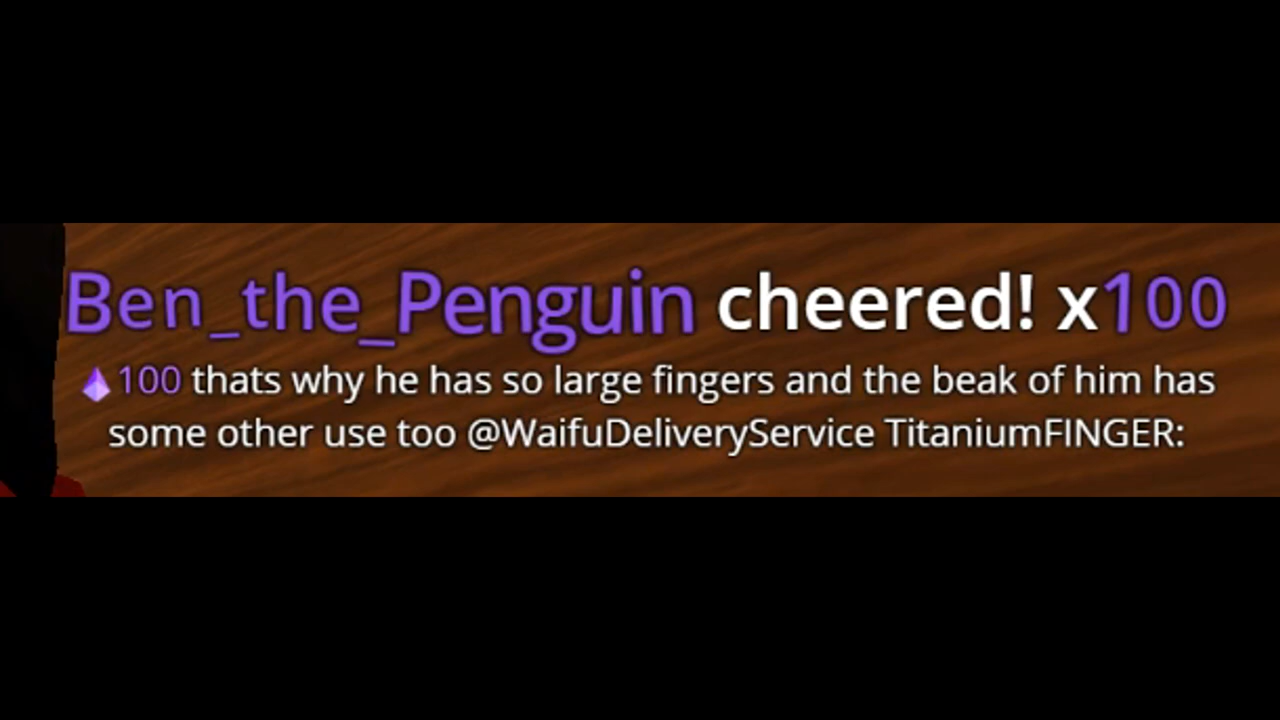 Ben_the_Penguin cheered! x100
100 thats why he has so large fingers and the beak of him has
some other use too @WaifuDeliveryService TitaniumFINGER: